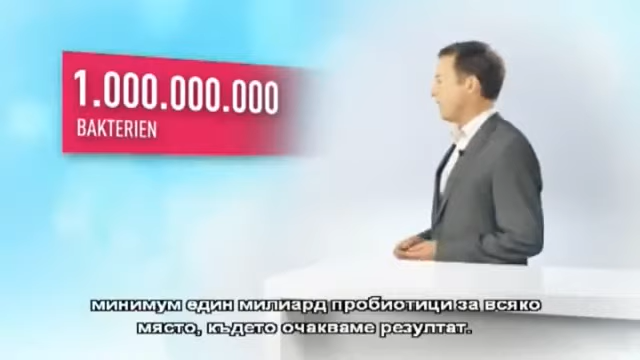 1.000.000.000
BAKTERIEN
минимум един милиард пробиотици за всяко
място, където очакваме резултат.